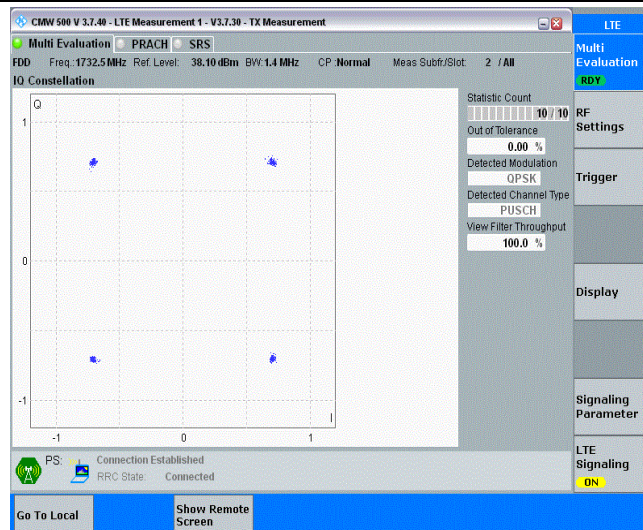 CMW 500 V 3.7.40 - LTE Measurement 1 - V3.7.30 - TX Measurement
LTE
Multi Evaluation PRACH SRS
FDD Freq.:1732.5 MHz Ref. Level: 38.10 dBm BW:1.4 MHz CP :Normal Meas Subfr./Slot: 2 / All
IQ Constellation
Q
1
0
-1
I
-1 0 1
Statistic Count
10 / 10
Out of Tolerance
0.00 %
Detected Modulation
QPSK
Detected Channel Type
PUSCH
View Filter Throughput
100.0 %
Multi
Evaluation
RDY
RF
Settings
Trigger
Display
Signaling
Parameter
LTE
Signaling
ON
PS: Connection Established
RRC State: Connected
Go To Local
Show Remote
Screen